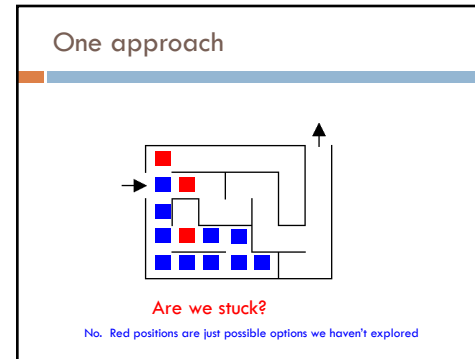 One approach
Are we stuck?
No. Red positions are just possible options we haven't explored